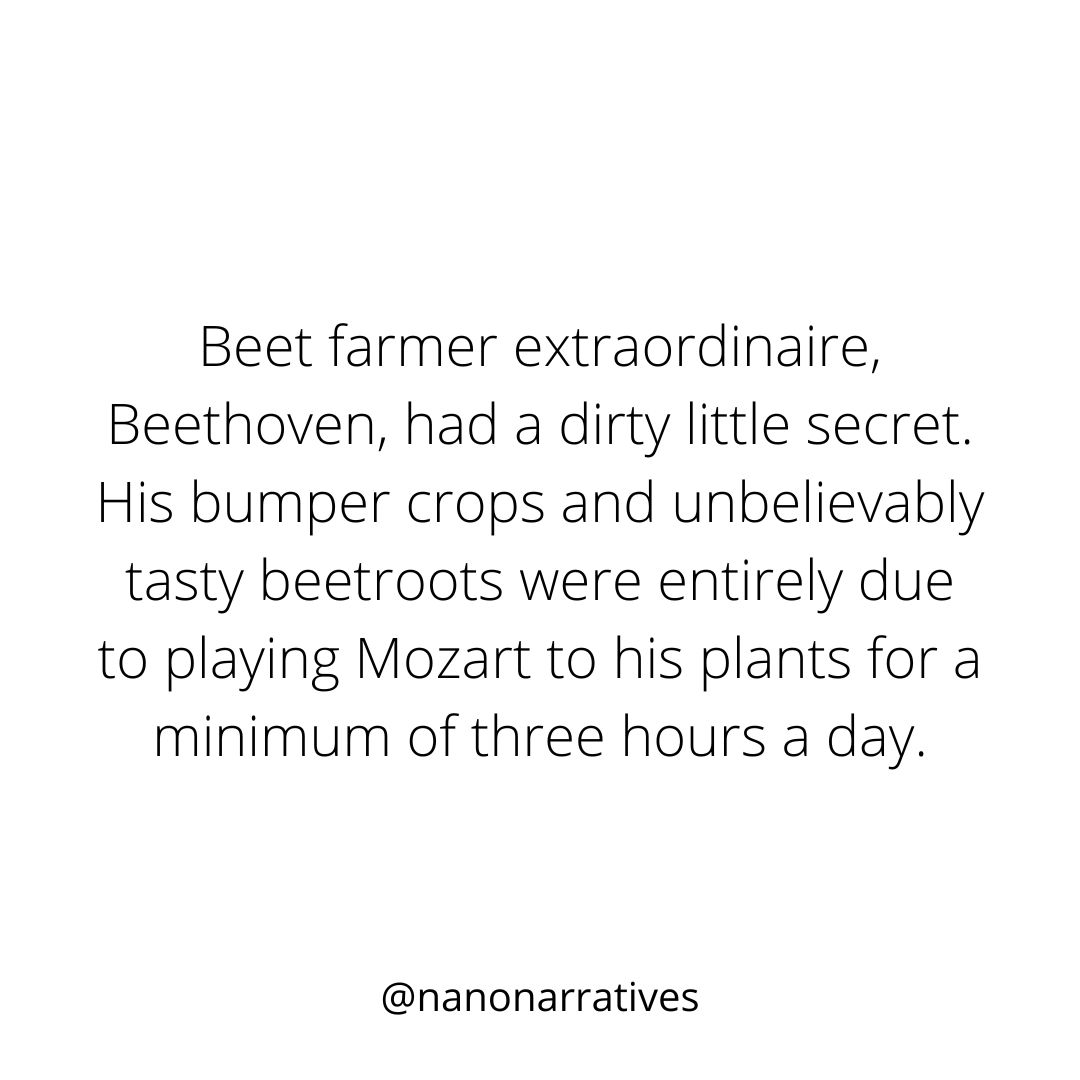 Beet farmer extraordinaire,
Beethoven, had a dirty little secret.
His bumper crops and unbelievably
tasty beetroots were entirely due
to playing Mozart to his plants for a
minimum of three hours a day.
@nanonarratives